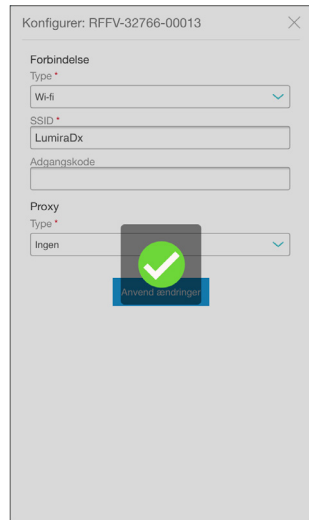 Konfigurer: RFFV-32766-00013
Forbindelse
Type *
Wi-fi
SSID *
LumiraDx
Adgangskode
Proxy
Type *
Ingen
Anvend ændringer